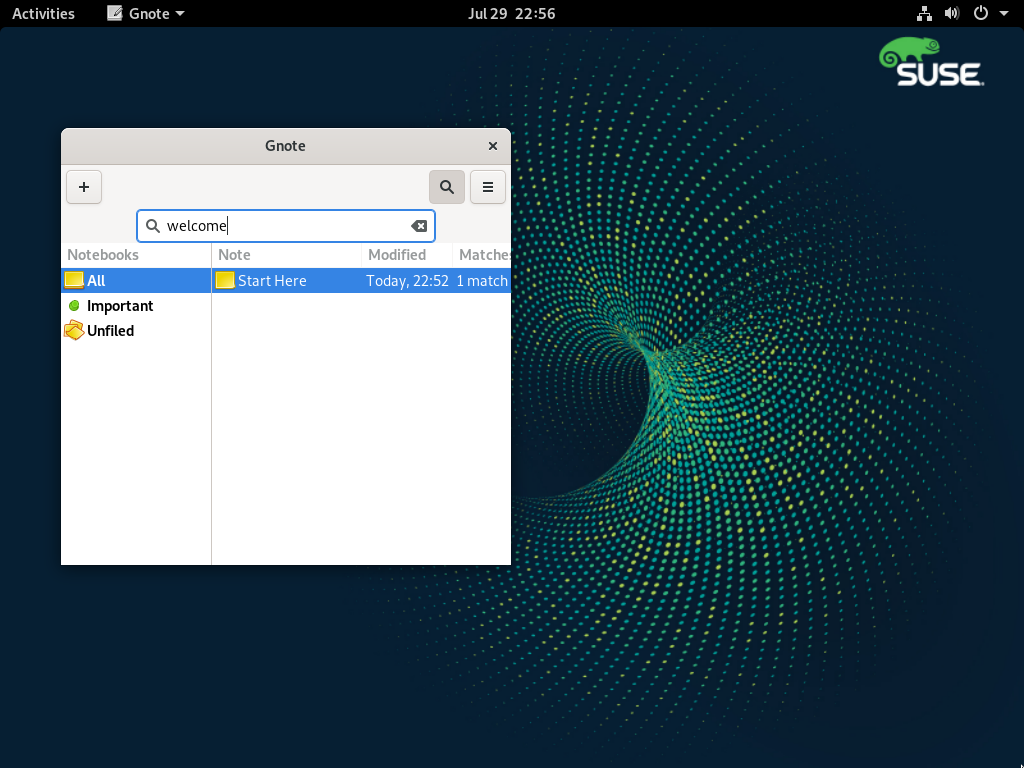 Activities Gnote Jul 29 22:56
SUSE
Gnote
welcome
Notebooks Note Modified Matches
All Start Here Today, 22:52 1 match
Important
Unfiled